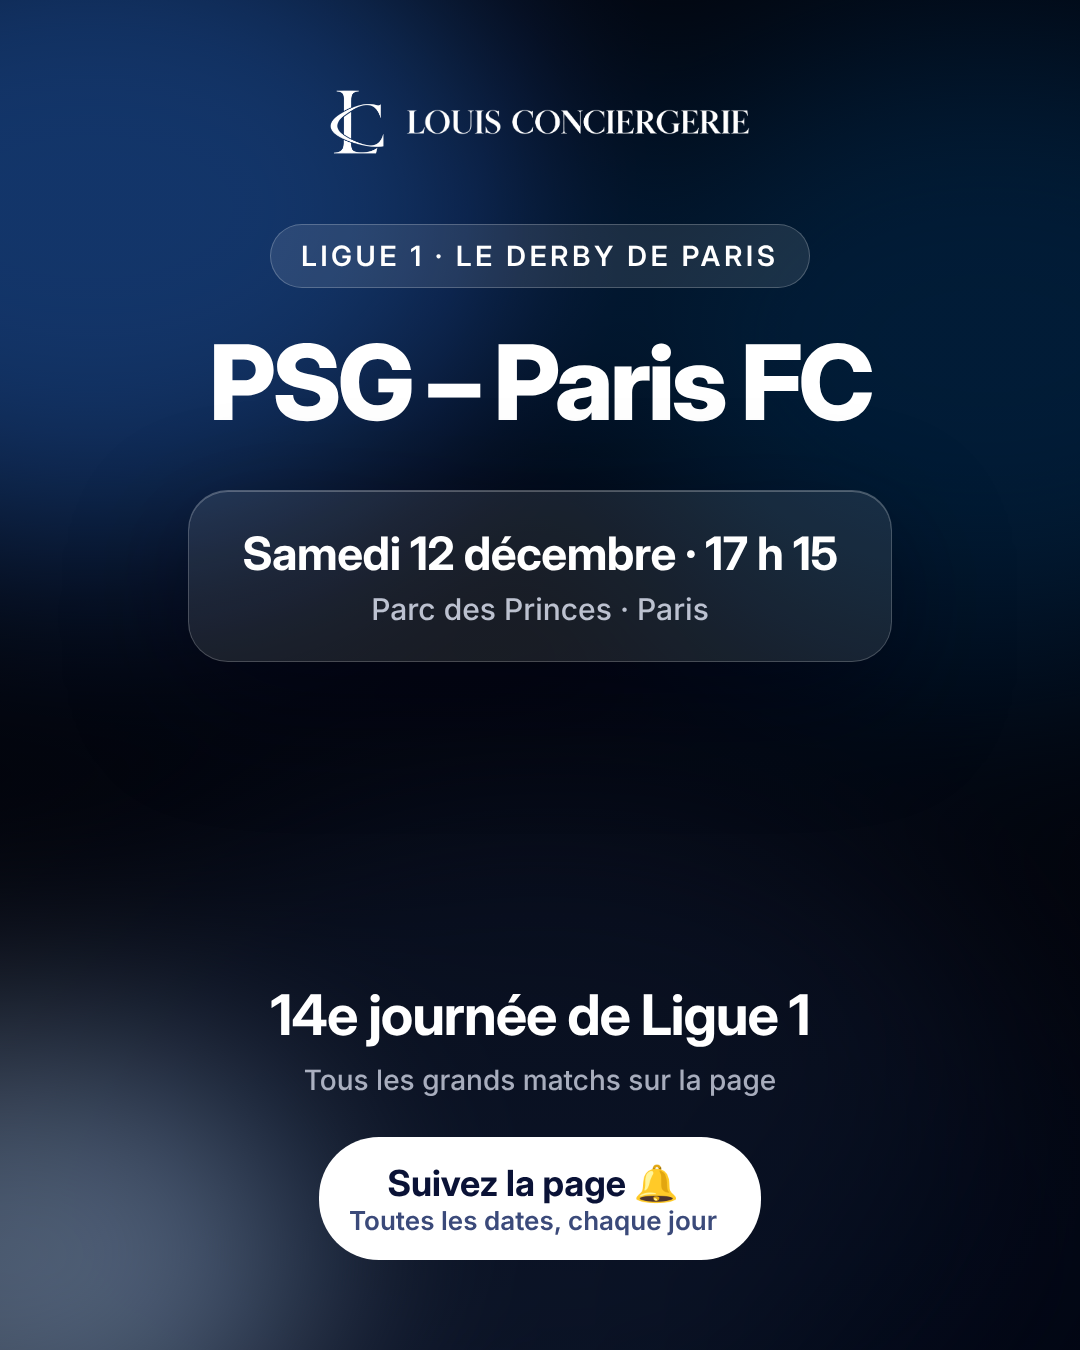 LC LOUIS CONCIERGERIE
LIGUE 1 · LE DERBY DE PARIS
PSG – Paris FC
Samedi 12 décembre · 17 h 15
Parc des Princes · Paris
14e journée de Ligue 1
Tous les grands matchs sur la page
Suivez la page 🔔
Toutes les dates, chaque jour